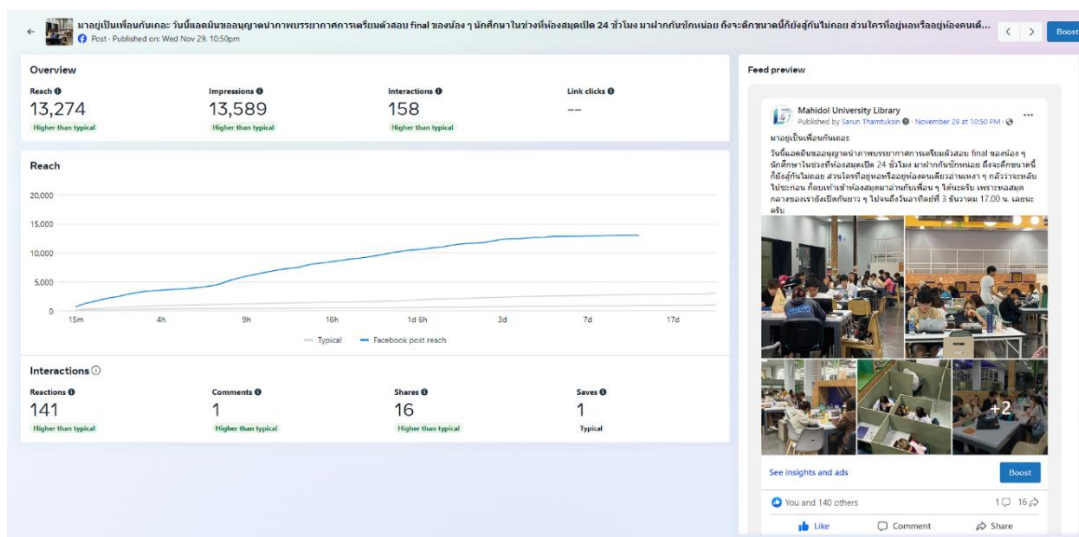 มาอยู่เป็นเพื่อนกันเถอะ วันนี้แอดมินขออนุญาตนำภาพบรรยากาศการเตรียมตัวสอบ final ของน้อง ๆ นักศึกษาในช่วงที่ห้องสมุดเปิด 24 ชั่วโมง มาฝากกันซักหน่อย ถึงจะดึกขนาดนี้ก็ยังสู้กันไม่ถอย ส่วนใครที่อยู่หอหรืออยู่ห้องคนเดี...
Post · Published on: Wed Nov 29, 10:50pm
Boost
Overview
Reach
Impressions
Interactions
Link clicks
13,274
13,589
158
--
Higher than typical
Higher than typical
Higher than typical
Reach
20,000
15,000
10,000
5,000
0
15m 4h 9h 16h 1d 6h 3d 7d 17d
Typical Facebook post reach
Interactions
Reactions
Comments
Shares
Saves
141
1
16
1
Higher than typical
Higher than typical
Higher than typical
Typical
Feed preview
Mahidol University Library
Published by Sarun Thamtuksin · November 29 at 10:50 PM ·
มาอยู่เป็นเพื่อนกันเถอะ
วันนี้แอดมินขออนุญาตนำภาพบรรยากาศการเตรียมตัวสอบ final ของน้อง ๆ
นักศึกษาในช่วงที่ห้องสมุดเปิด 24 ชั่วโมง มาฝากกันซักหน่อย ถึงจะดึกขนาดนี้
ก็ยังสู้กันไม่ถอย ส่วนใครที่อยู่หอหรืออยู่ห้องคนเดียวอ่านเหงา ๆ กลัวว่าจะหลับ
ไปซะก่อน ก็ตบเท้าเข้าห้องสมุดมาอ่านกับเพื่อน ๆ ได้นะครับ เพราะหอสมุด
กลางของเรายังเปิดกันยาว ๆ ไปจนถึงวันอาทิตย์ที่ 3 ธันวาคม 17.00 น. เลยนะ
ครับ
+2
See insights and ads
Boost
You and 140 others
1
16
Like
Comment
Share